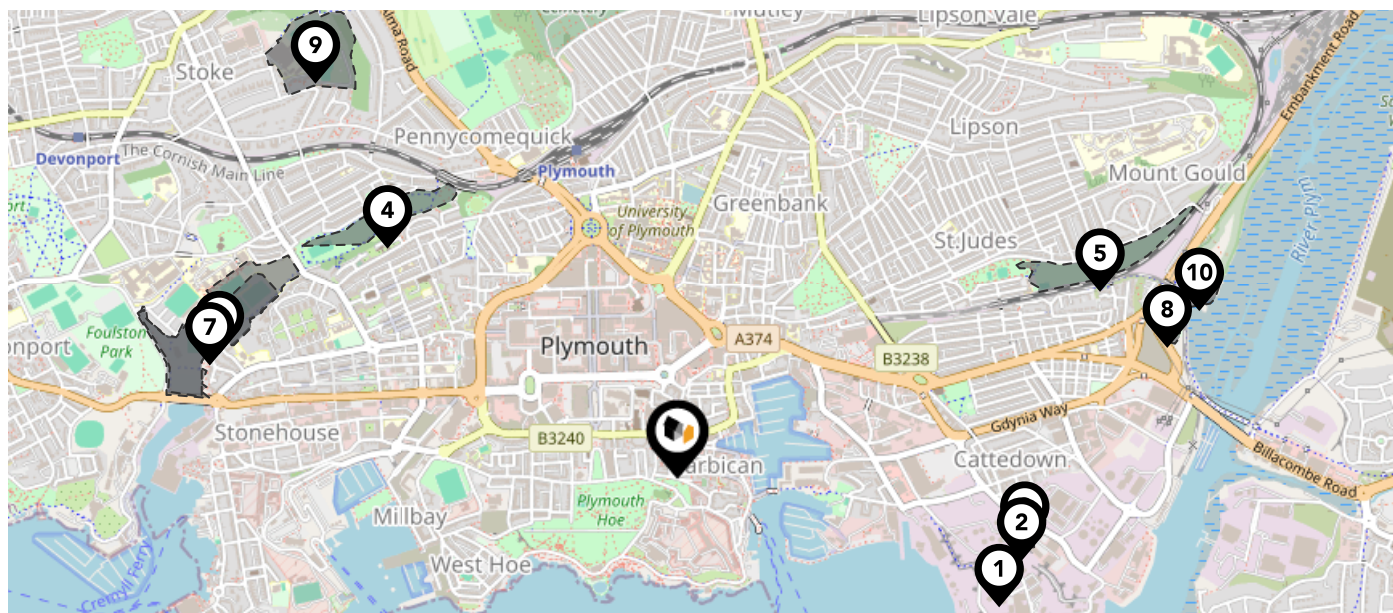 Mutley
Lipson Vale
9
Stoke
Alma Road
Embankment Road
Pennycomequick
Lipson
Devonport
The Cornish Main Line
Plymouth
Mount Gould
4
University
of Plymouth
Greenbank
St.Judes
5
10
River Plym
8
7
Foulston
Park
Plymouth
A374
B3238
Stonehouse
B3240
Gdynia Way
Cattedown
Billacombe Road
Plymouth
Hoe
Millbay
2
West Hoe
1
Cremyll Ferry